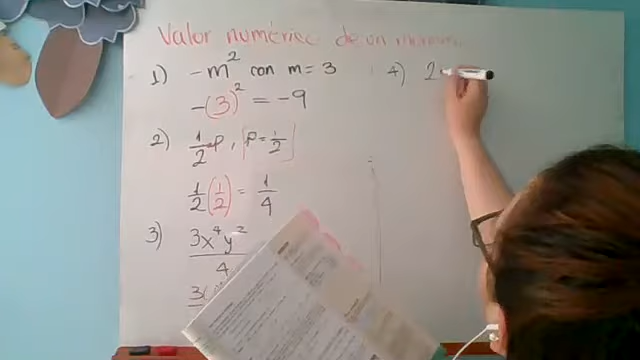 Valor numérico de un
1) -m² con m = 3
-(3)² = -9
2) 1/2 P, [P = 1/2]
1/2 (1/2) = 1/4
3) 3x⁴y²/4
3(
4) 2